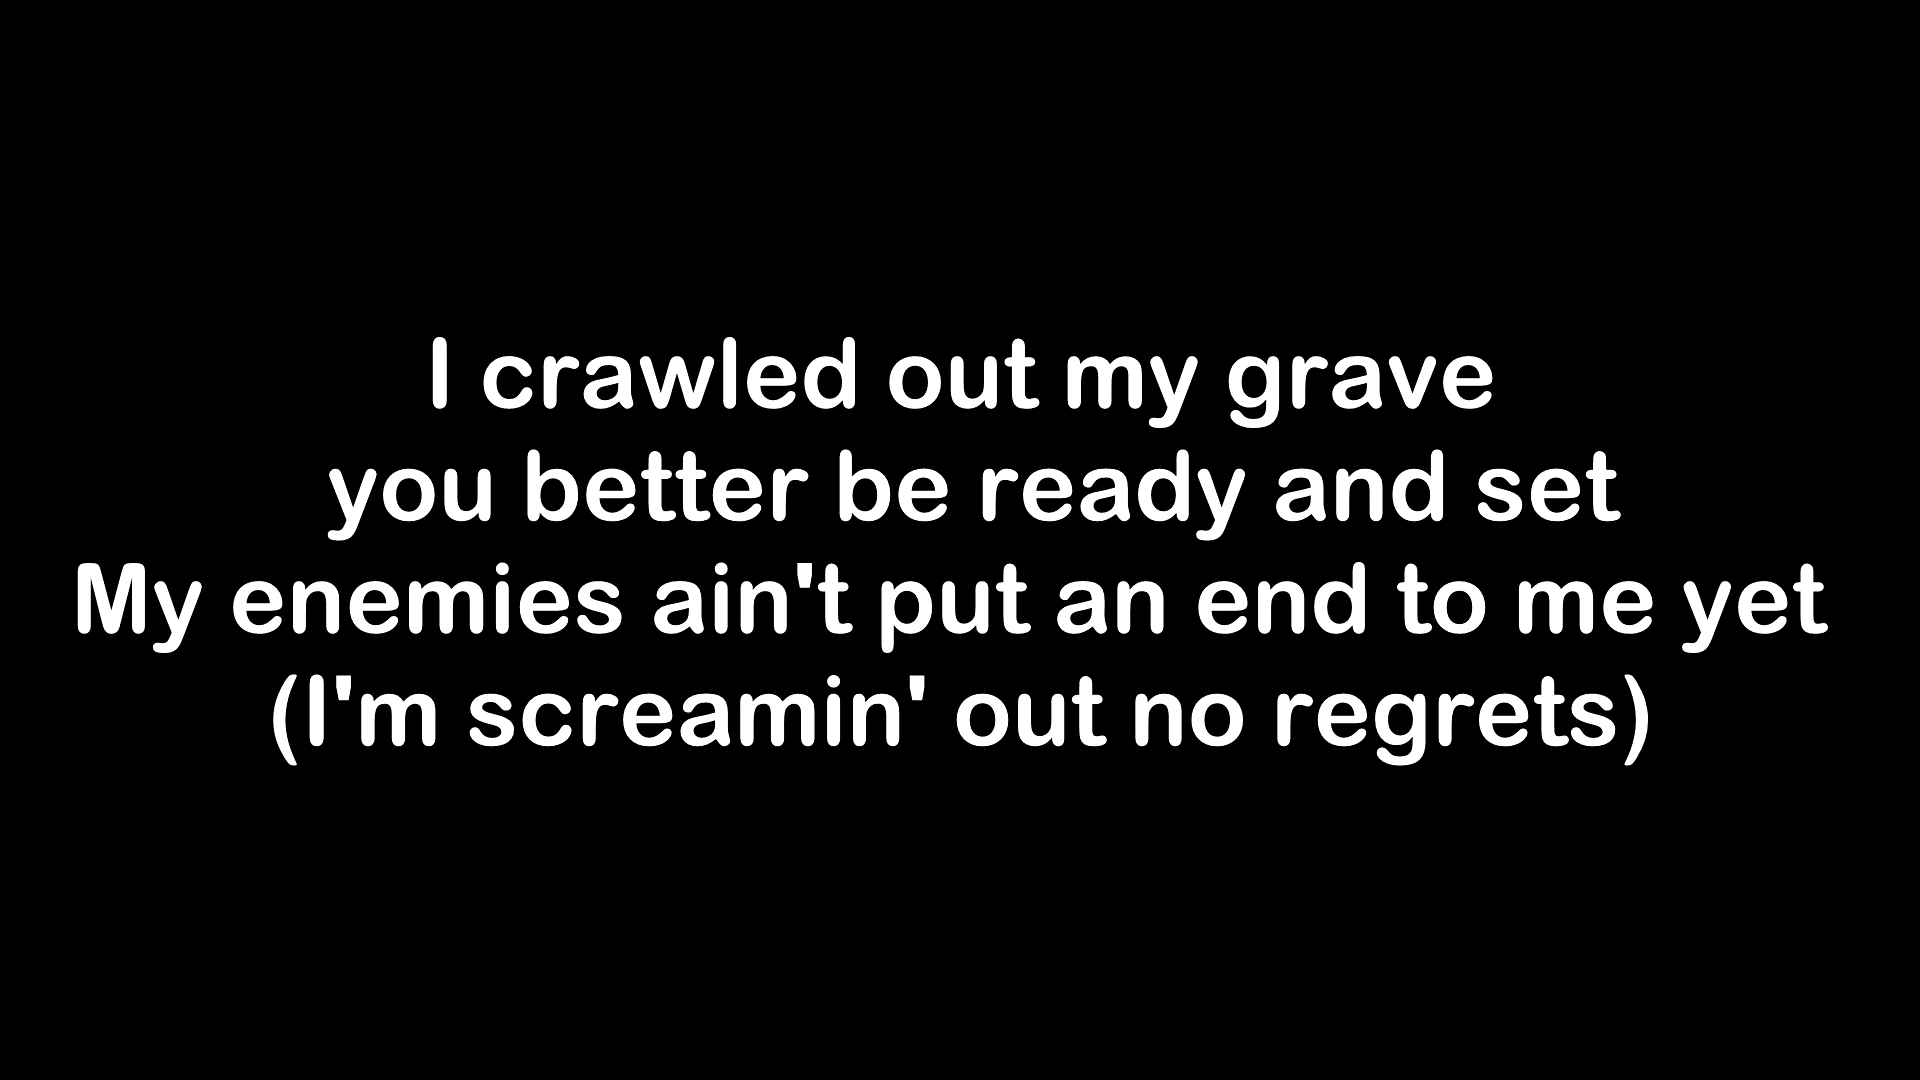 I crawled out my grave
you better be ready and set
My enemies ain't put an end to me yet
(I'm screamin' out no regrets)